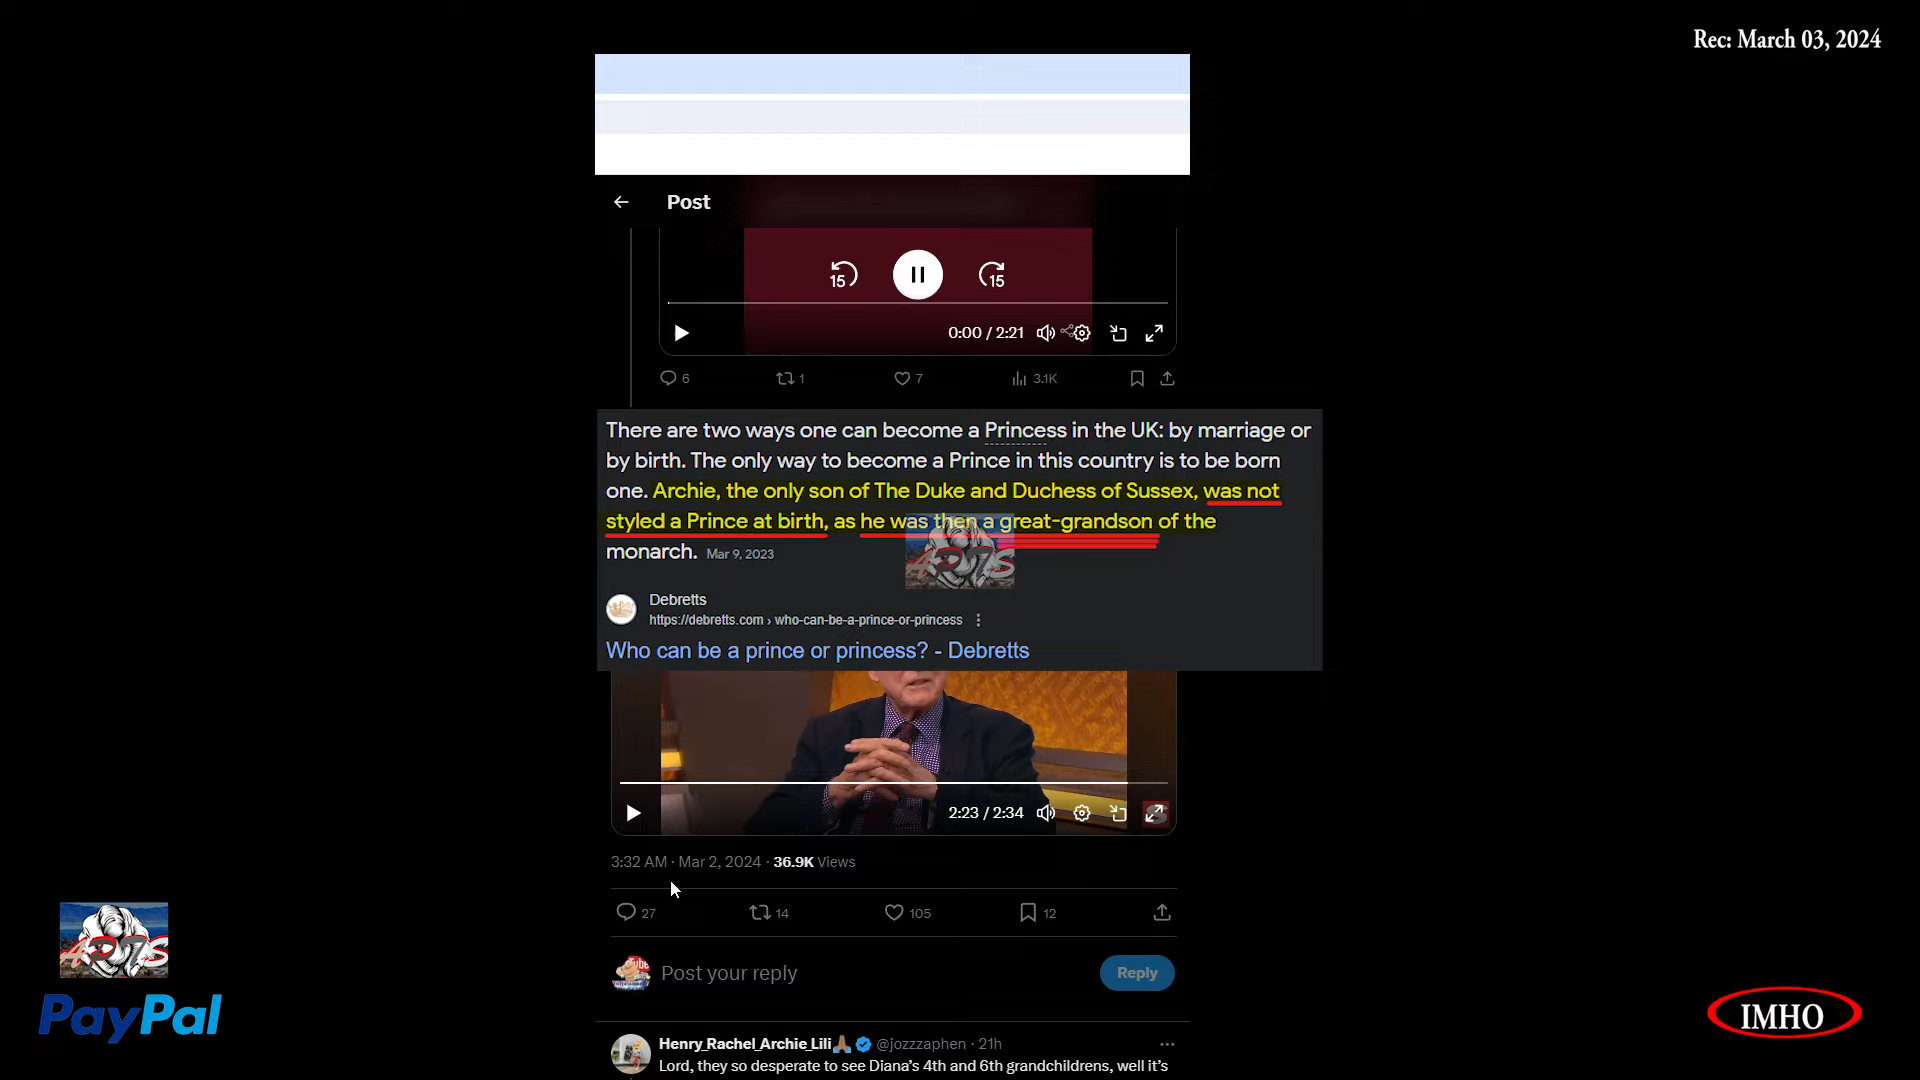 Rec: March 03, 2024
Post
15
15
0:00 / 2:21
6
1
7
3.1K
There are two ways one can become a Princess in the UK: by marriage or
by birth. The only way to become a Prince in this country is to be born
one. Archie, the only son of The Duke and Duchess of Sussex, was not
styled a Prince at birth, as he was then a great-grandson of the
monarch. Mar 9, 2023
APTS
Debretts
https://debretts.com › who-can-be-a-prince-or-princess
Who can be a prince or princess? - Debretts
2:23 / 2:34
3:32 AM · Mar 2, 2024 · 36.9K Views
27
14
105
12
Post your reply
Reply
PayPal
IMHO
Henry_Rachel_Archie_Lili @jozzzaphen · 21h
Lord, they so desperate to see Diana's 4th and 6th grandchildrens, well it's